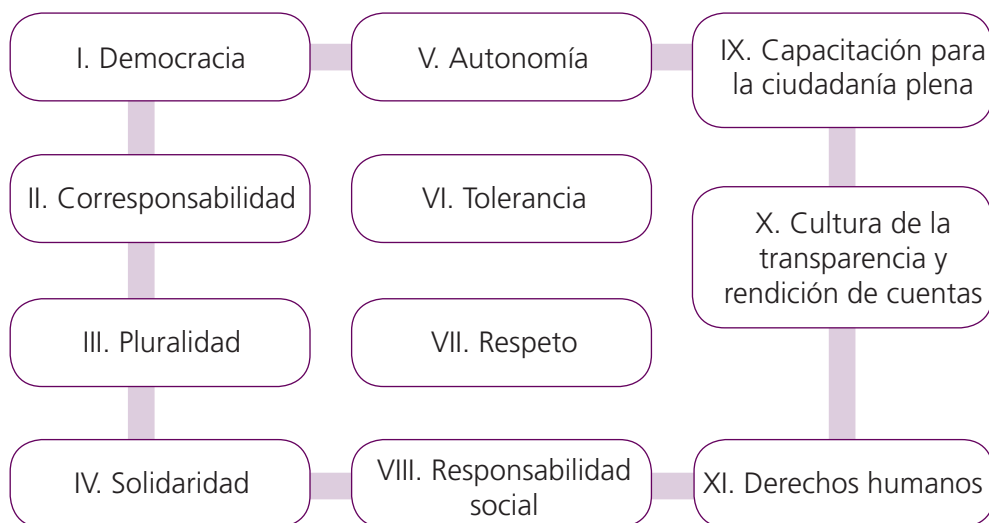 I. Democracia
II. Corresponsabilidad
III. Pluralidad
IV. Solidaridad
V. Autonomía
VI. Tolerancia
VII. Respeto
VIII. Responsabilidad
social
IX. Capacitación para
la ciudadanía plena
X. Cultura de la
transparencia y
rendición de cuentas
XI. Derechos humanos